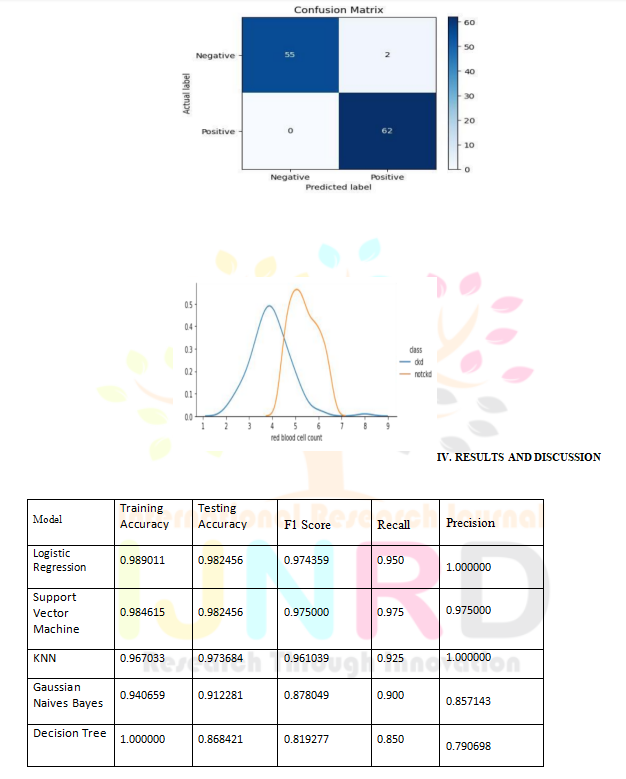 Confusion Matrix
Negative
Positive
Actual label
55 2
0 62
Negative Positive
Predicted label
60
50
40
30
20
10
0
0.5
0.4
0.3
0.2
0.1
0.0
1 2 3 4 5 6 7 8 9
red blood cell count
class
ckd
notckd
IV. RESULTS AND DISCUSSION
International Research Journal
IJNRD
Research Through Innovation
Model Training Accuracy Testing Accuracy F1 Score Recall Precision
Logistic Regression 0.989011 0.982456 0.974359 0.950 1.000000
Support Vector Machine 0.984615 0.982456 0.975000 0.975 0.975000
KNN 0.967033 0.973684 0.961039 0.925 1.000000
Gaussian Naives Bayes 0.940659 0.912281 0.878049 0.900 0.857143
Decision Tree 1.000000 0.868421 0.819277 0.850 0.790698